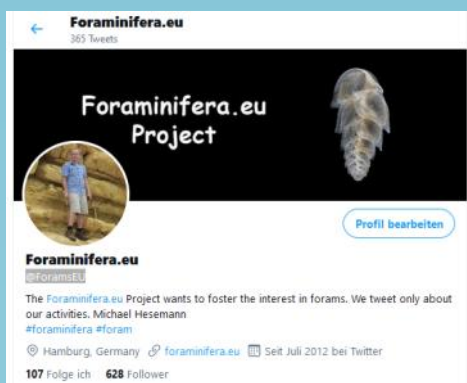 Foraminifera.eu
365 Tweets
Foraminifera.eu
Project
Profil bearbeiten
Foraminifera.eu
@ForamsEU
The Foraminifera.eu Project wants to foster the interest in forams. We tweet only about
our activities. Michael Hesemann
#foraminifera #foram
Hamburg, Germany foraminifera.eu Seit Juli 2012 bei Twitter
107 Folge ich 628 Follower